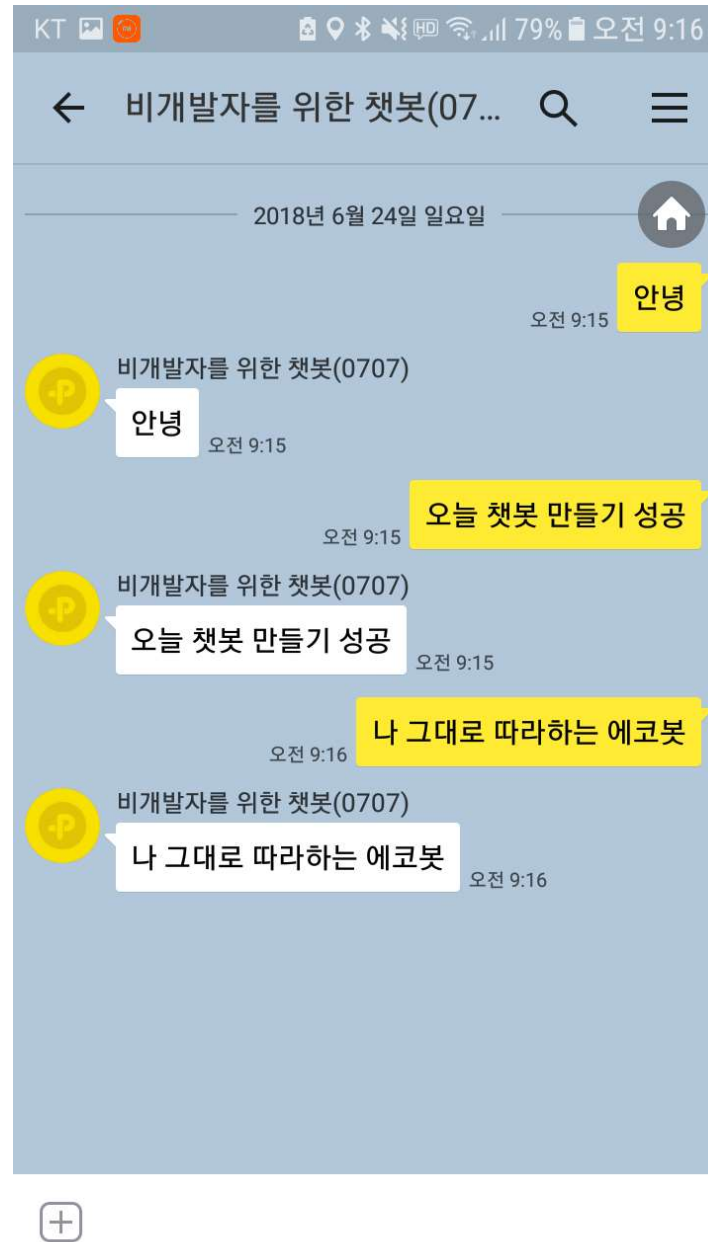 KT HD 79% 오전 9:16
비개발자를 위한 챗봇(07...
2018년 6월 24일 일요일
안녕
오전 9:15
비개발자를 위한 챗봇(0707)
안녕
오전 9:15
오늘 챗봇 만들기 성공
오전 9:15
비개발자를 위한 챗봇(0707)
오늘 챗봇 만들기 성공
오전 9:15
나 그대로 따라하는 에코봇
오전 9:16
비개발자를 위한 챗봇(0707)
나 그대로 따라하는 에코봇
오전 9:16